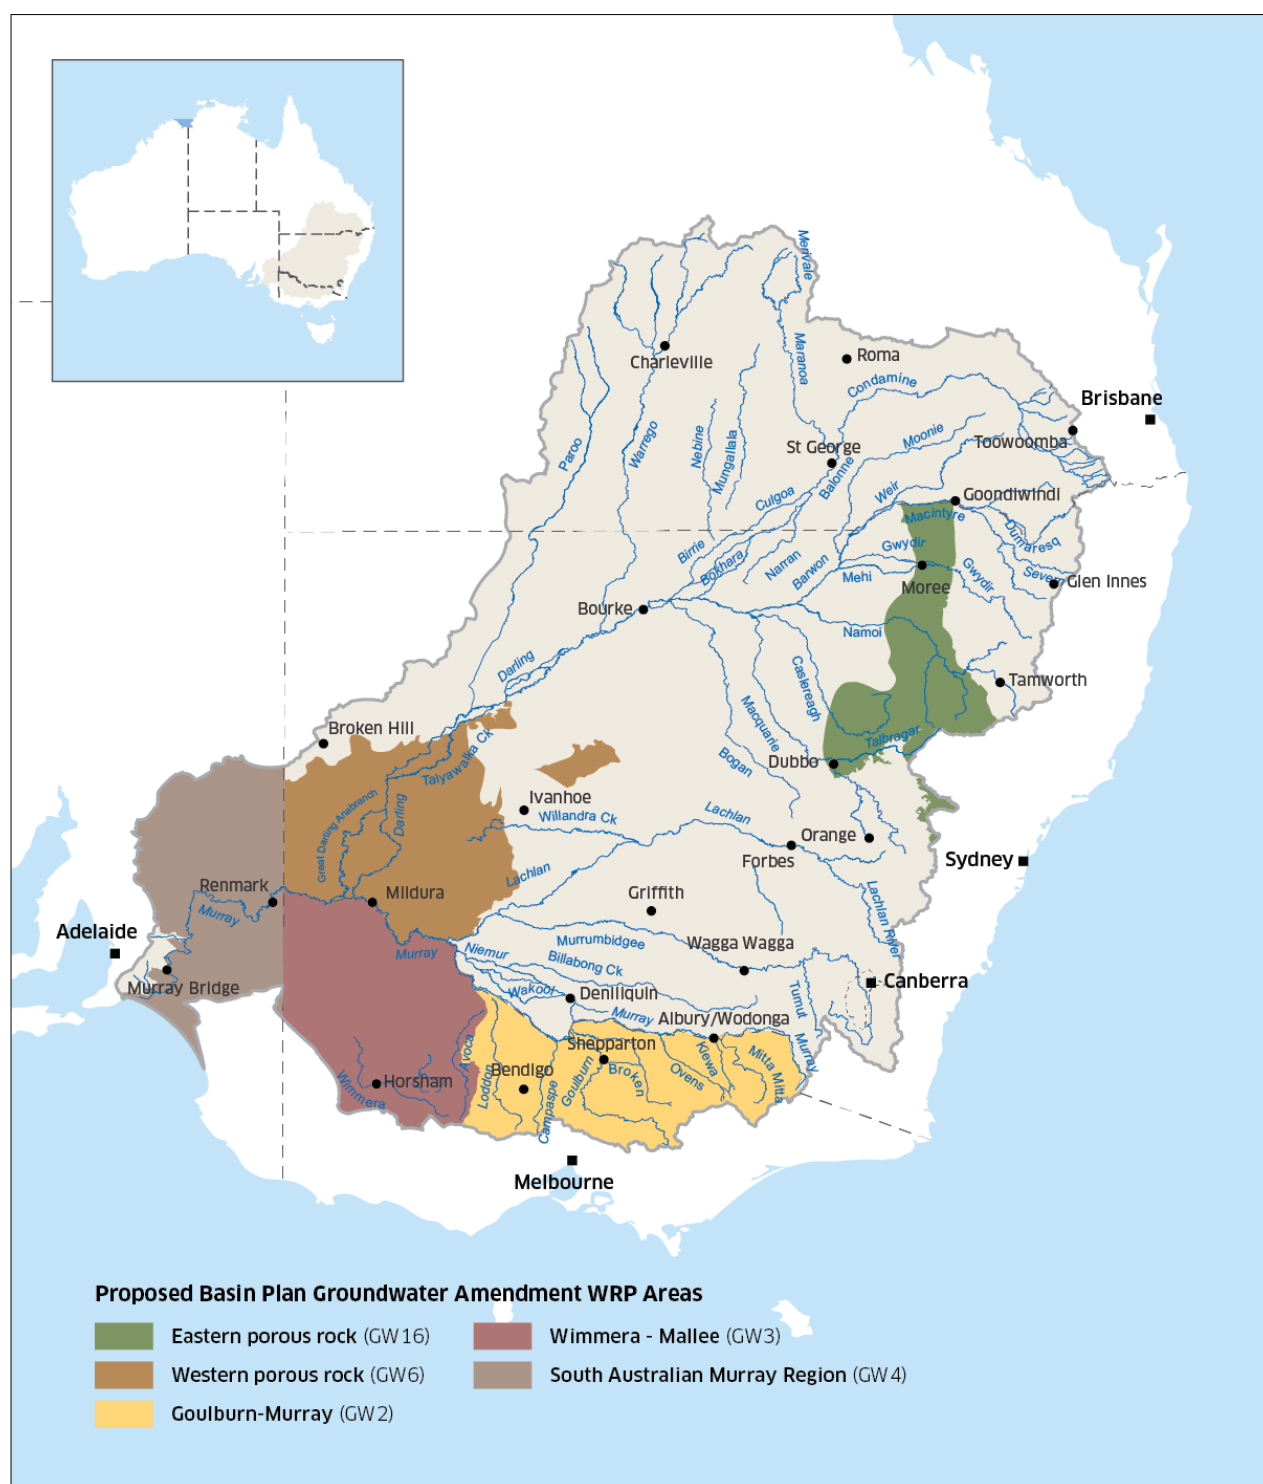 Merivale
Maranoa
Charleville
Roma
Condamine
Brisbane
Paroo
Warrego
Nebine
Mungallala
St George
Balonne
Moonie
Toowoomba
Culgoa
Weir
Goondiwindi
Macintyre
Dumaresq
Birrie
Bokhara
Narran
Barwon
Gwydir
Mehi
Moree
Gwydir
Severn
Glen Innes
Bourke
Namoi
Darling
Castereagh
Tamworth
Macquarie
Broken Hill
Talyawalka Ck
Bogan
Dubbo
Talbragar
Great Darling Anabranch
Darling
Ivanhoe
Willandra Ck
Lachlan
Orange
Forbes
Sydney
Lachlan
Renmark
Mildura
Griffith
Lachlan River
Murray
Adelaide
Murrumbidgee
Wagga Wagga
Murray
Niemur
Billabong Ck
Canberra
Murray Bridge
Wakool
Deniliquin
Tumut
Murray
Albury/Wodonga
Murray
Shepparton
Avoca
Loddon
Bendigo
Campaspe
Goulburn
Broken
Ovens
Kiewa
Mitta Mitta
Horsham
Wimmera
Melbourne
Proposed Basin Plan Groundwater Amendment WRP Areas
Eastern porous rock (GW16)
Wimmera - Mallee (GW3)
Western porous rock (GW6)
South Australian Murray Region (GW4)
Goulburn-Murray (GW2)